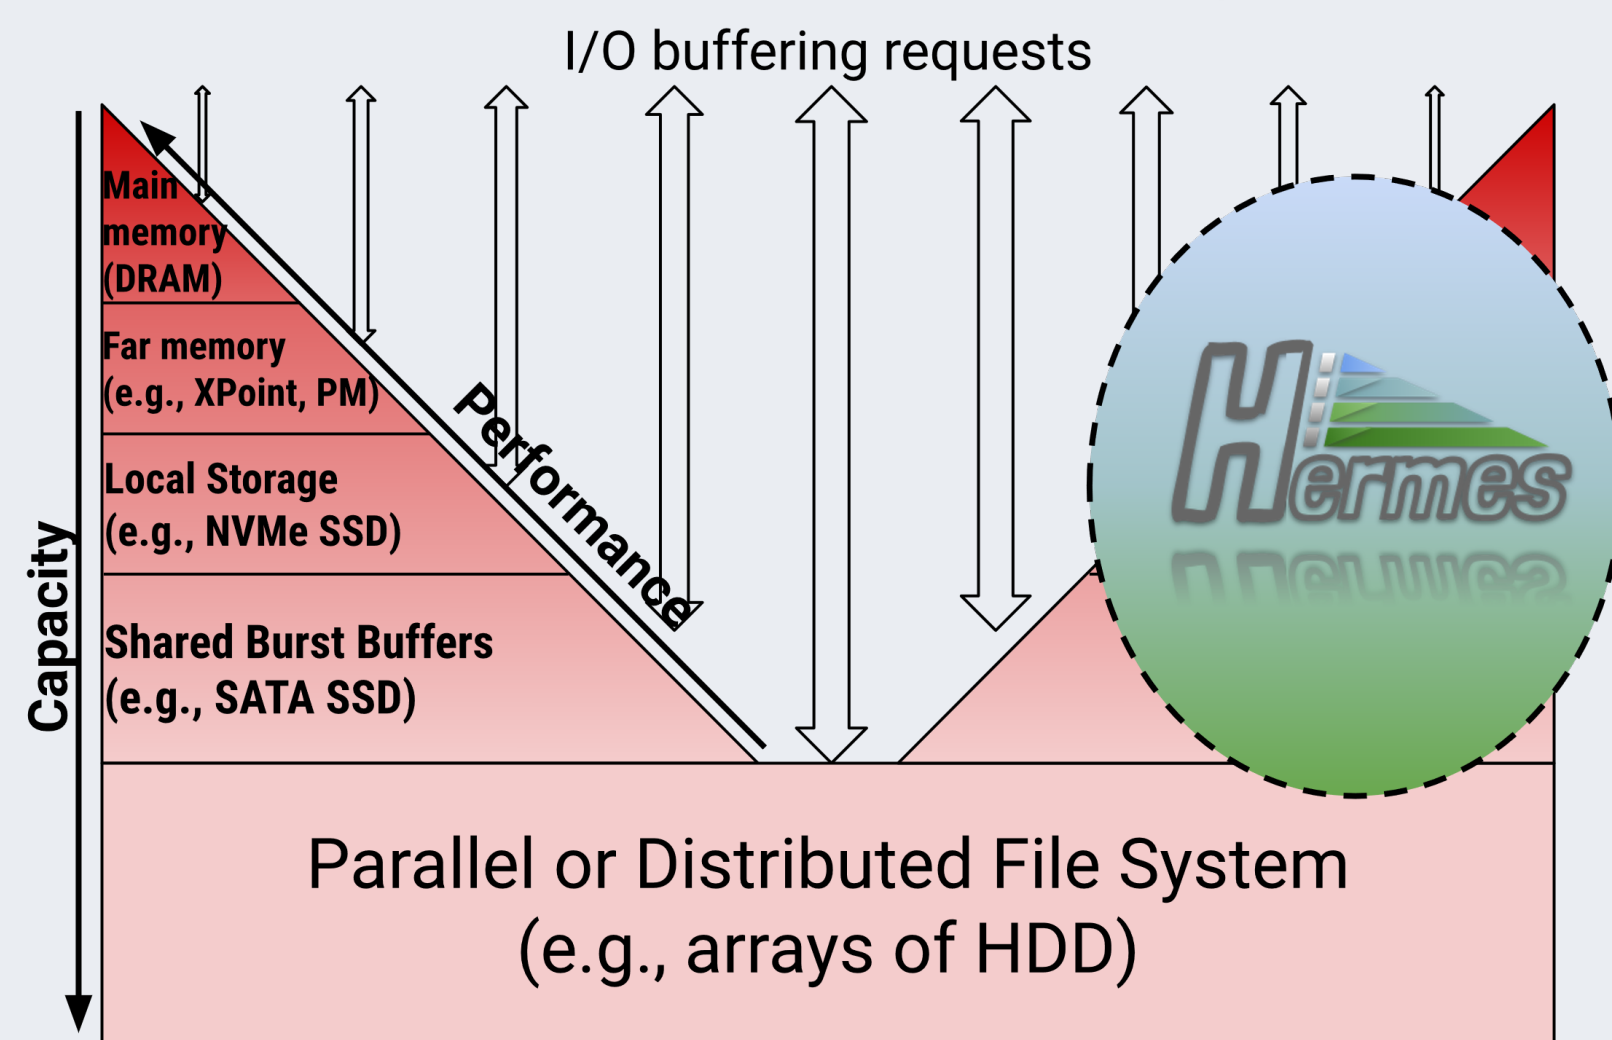 I/O buffering requests
Main
memory
(DRAM)
Far memory
(e.g., XPoint, PM)
Local Storage
(e.g., NVMe SSD)
Shared Burst Buffers
(e.g., SATA SSD)
Capacity
Performance
Hermes
Parallel or Distributed File System
(e.g., arrays of HDD)